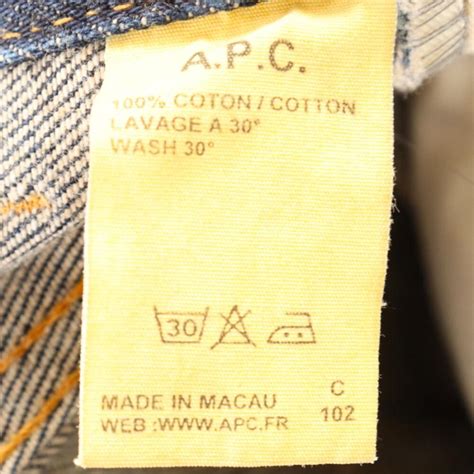 A.P.C.
100% COTON / COTTON
LAVAGE A 30°
WASH 30°
30
MADE IN MACAU C
WEB : WWW.APC.FR 102